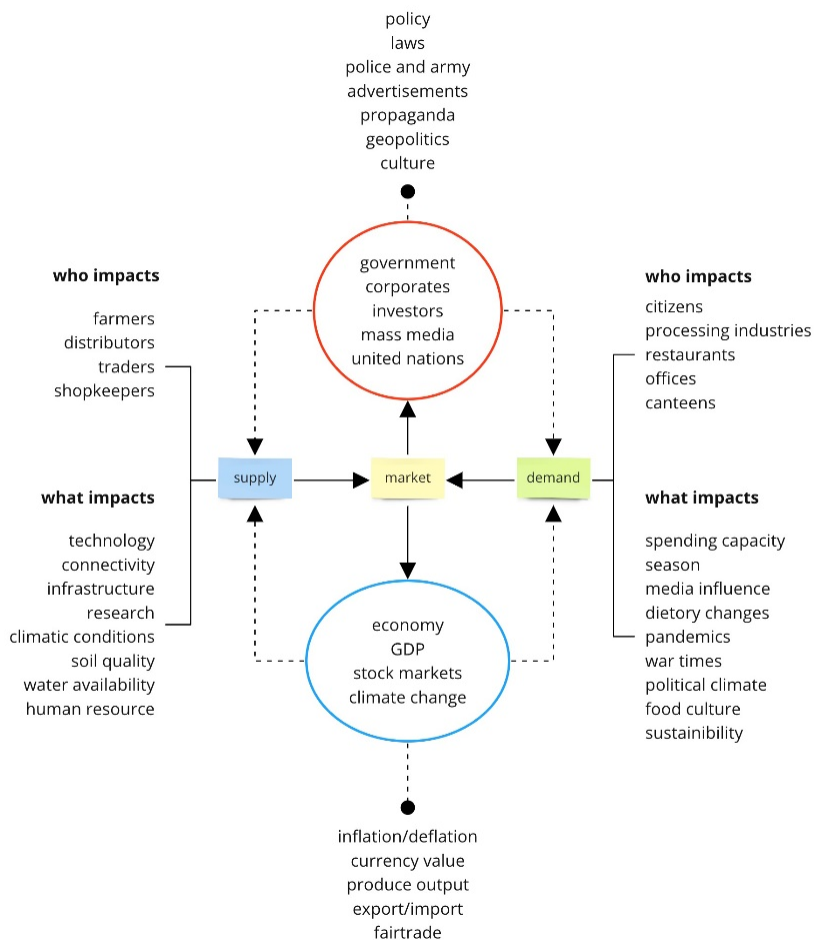 policy
laws
police and army
advertisements
propaganda
geopolitics
culture
government
corporates
investors
mass media
united nations
who impacts
farmers
distributors
traders
shopkeepers
who impacts
citizens
processing industries
restaurants
offices
canteens
supply
market
demand
what impacts
technology
connectivity
infrastructure
research
climatic conditions
soil quality
water availability
human resource
what impacts
spending capacity
season
media influence
dietory changes
pandemics
war times
political climate
food culture
sustainibility
economy
GDP
stock markets
climate change
inflation/deflation
currency value
produce output
export/import
fairtrade